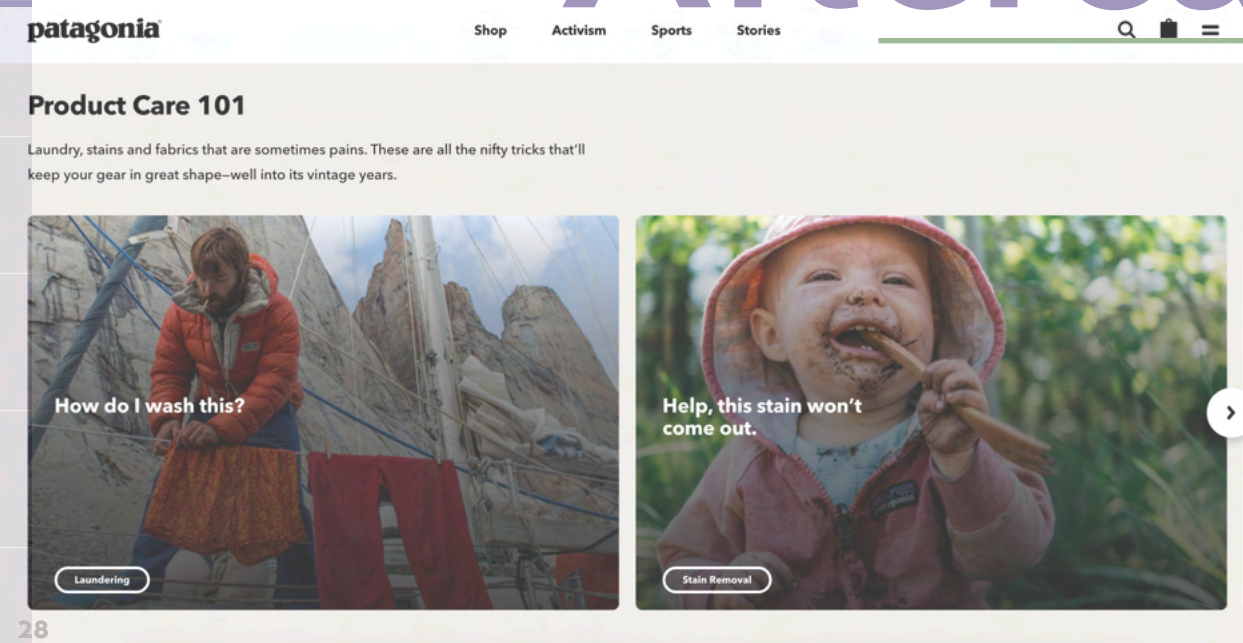 patagonia
Shop
Activism
Sports
Stories
Product Care 101
Laundry, stains and fabrics that are sometimes pains. These are all the nifty tricks that’ll
keep your gear in great shape—well into its vintage years.
How do I wash this?
Laundering
Help, this stain won’t
come out.
Stain Removal
patagonia
28